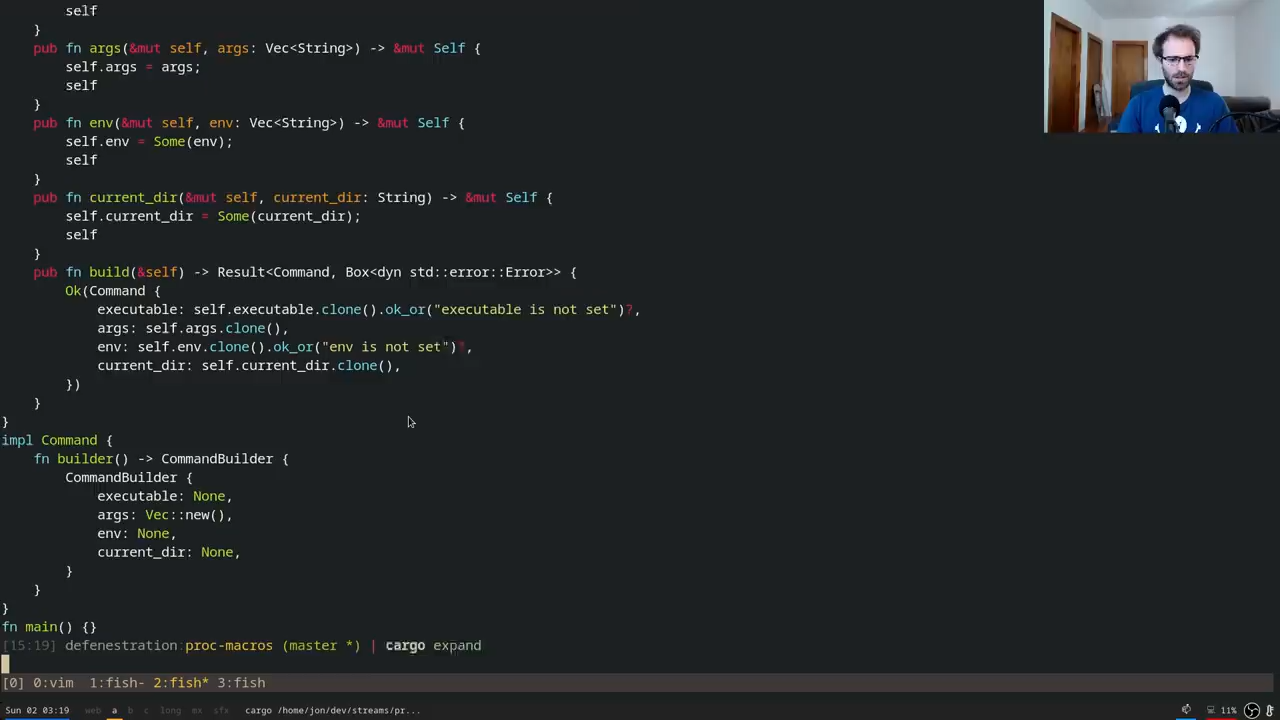 self
    }
    pub fn args(&mut self, args: Vec<String>) -> &mut Self {
        self.args = args;
        self
    }
    pub fn env(&mut self, env: Vec<String>) -> &mut Self {
        self.env = Some(env);
        self
    }
    pub fn current_dir(&mut self, current_dir: String) -> &mut Self {
        self.current_dir = Some(current_dir);
        self
    }
    pub fn build(&self) -> Result<Command, Box<dyn std::error::Error>> {
        Ok(Command {
            executable: self.executable.clone().ok_or("executable is not set")?,
            args: self.args.clone(),
            env: self.env.clone().ok_or("env is not set")?,
            current_dir: self.current_dir.clone(),
        })
    }
}
impl Command {
    fn builder() -> CommandBuilder {
        CommandBuilder {
            executable: None,
            args: Vec::new(),
            env: None,
            current_dir: None,
        }
    }
}
fn main() {}
[15:19] defenestration:proc-macros (master *) | cargo expand
[0] 0:vim  1:fish- 2:fish* 3:fish
Sun 02 03:19 web a b c long mx sfx cargo /home/jon/dev/streams/pr... 11%